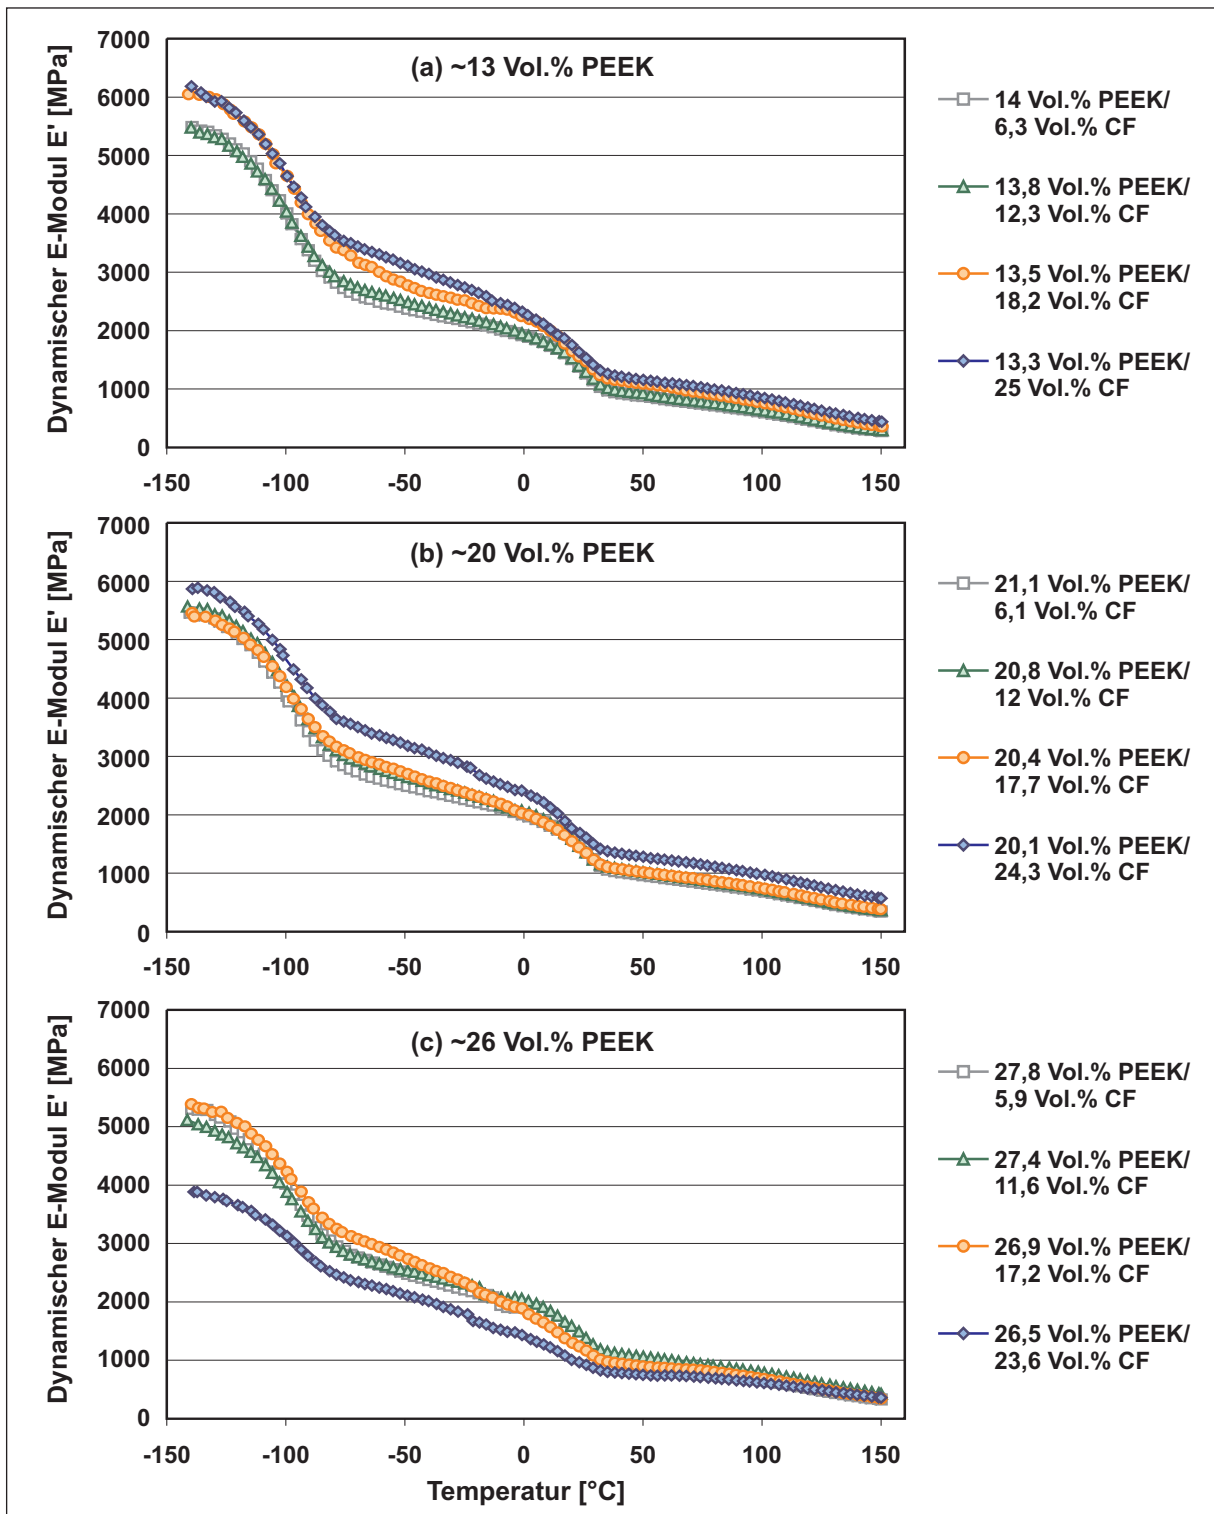 (a) ~13 Vol.% PEEK
Dynamischer E-Modul E' [MPa]
7000
6000
5000
4000
3000
2000
1000
0
-150 -100 -50 0 50 100 150
14 Vol.% PEEK/
6,3 Vol.% CF
13,8 Vol.% PEEK/
12,3 Vol.% CF
13,5 Vol.% PEEK/
18,2 Vol.% CF
13,3 Vol.% PEEK/
25 Vol.% CF
(b) ~20 Vol.% PEEK
Dynamischer E-Modul E' [MPa]
7000
6000
5000
4000
3000
2000
1000
0
-150 -100 -50 0 50 100 150
21,1 Vol.% PEEK/
6,1 Vol.% CF
20,8 Vol.% PEEK/
12 Vol.% CF
20,4 Vol.% PEEK/
17,7 Vol.% CF
20,1 Vol.% PEEK/
24,3 Vol.% CF
(c) ~26 Vol.% PEEK
Dynamischer E-Modul E' [MPa]
7000
6000
5000
4000
3000
2000
1000
0
-150 -100 -50 0 50 100 150
Temperatur [°C]
27,8 Vol.% PEEK/
5,9 Vol.% CF
27,4 Vol.% PEEK/
11,6 Vol.% CF
26,9 Vol.% PEEK/
17,2 Vol.% CF
26,5 Vol.% PEEK/
23,6 Vol.% CF